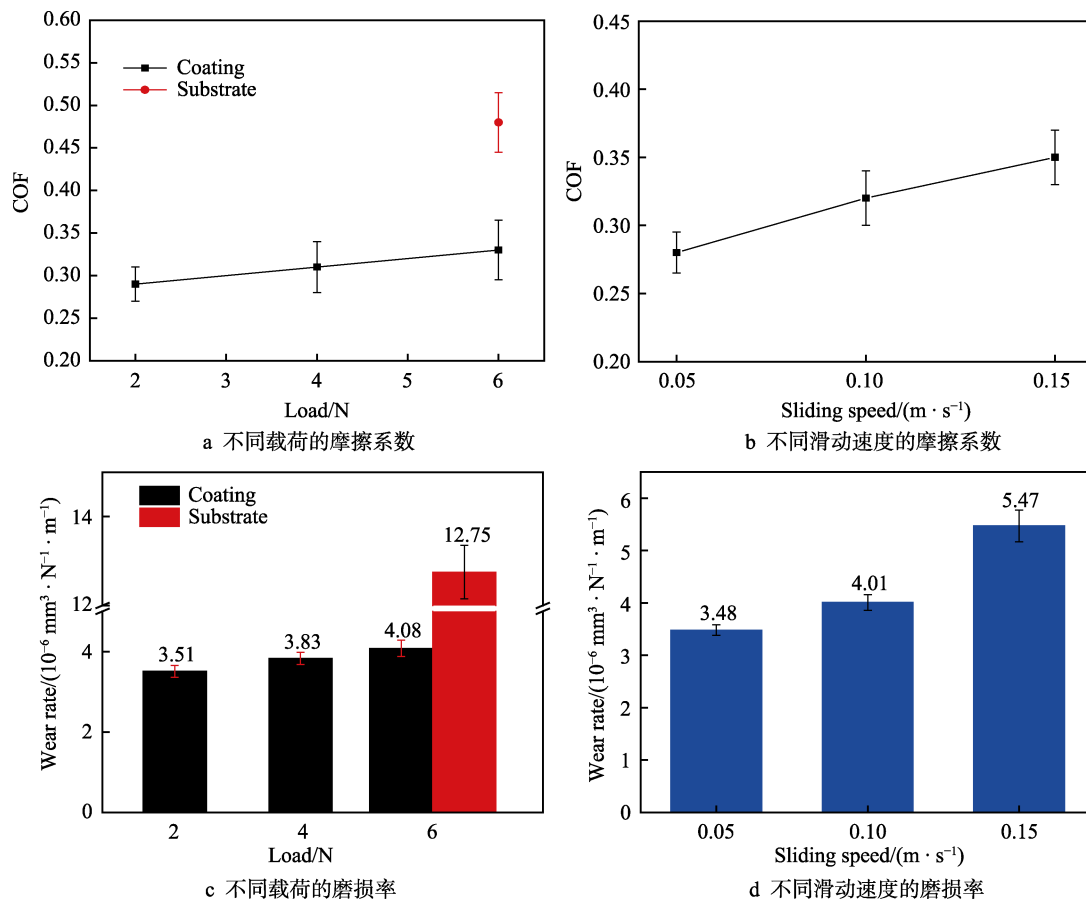 0.60
0.55
0.50
0.45
0.40
0.35
0.30
0.25
0.20
COF
Coating
Substrate
2 3 4 5 6
Load/N
a 不同载荷的摩擦系数
0.45
0.40
0.35
0.30
0.25
0.20
COF
0.05 0.10 0.15
Sliding speed/(m · s⁻¹)
b 不同滑动速度的摩擦系数
14
12
4
2
0
Wear rate/(10⁻⁶ mm³ · N⁻¹ · m⁻¹)
Coating
Substrate
3.51
3.83
4.08
12.75
2 4 6
Load/N
c 不同载荷的磨损率
6
5
4
3
2
1
0
Wear rate/(10⁻⁶ mm³ · N⁻¹ · m⁻¹)
3.48
4.01
5.47
0.05 0.10 0.15
Sliding speed/(m · s⁻¹)
d 不同滑动速度的磨损率